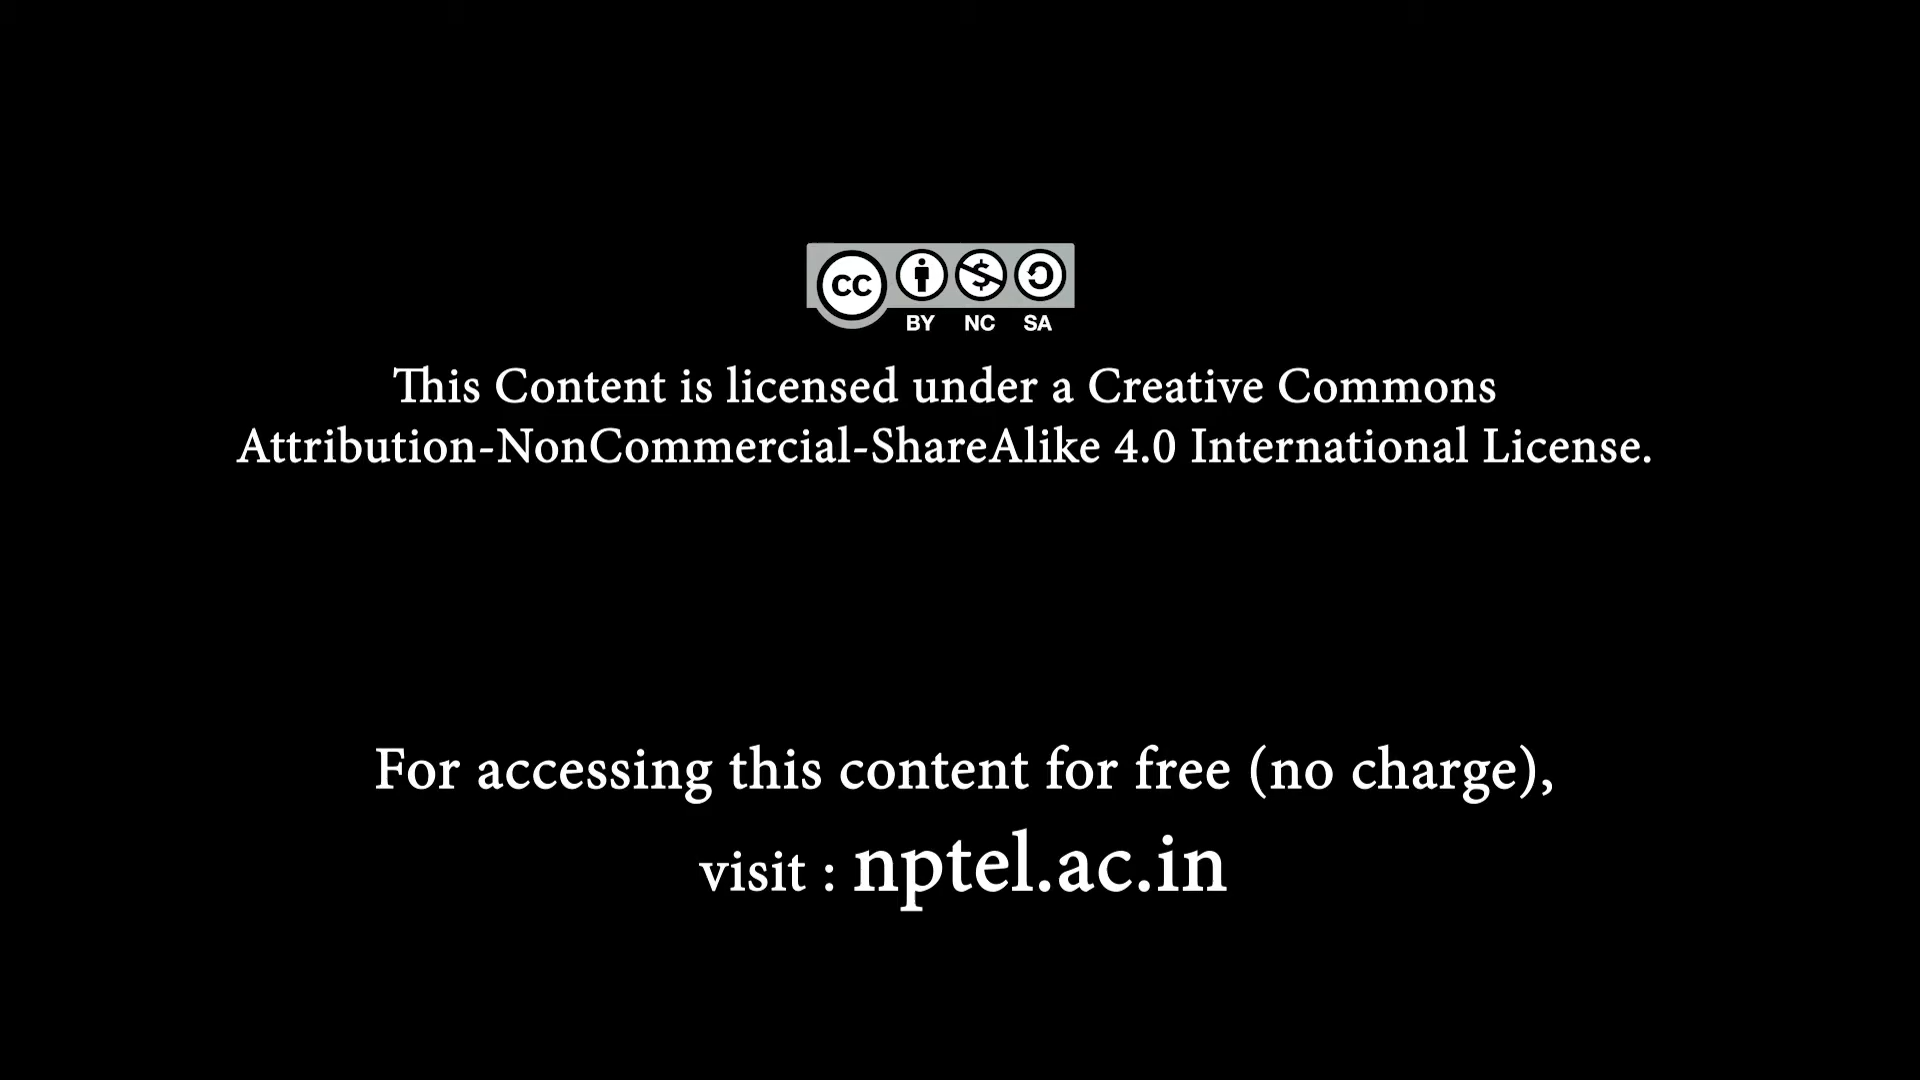 cc
BY NC SA
This Content is licensed under a Creative Commons
Attribution-NonCommercial-ShareAlike 4.0 International License.
For accessing this content for free (no charge),
visit : nptel.ac.in